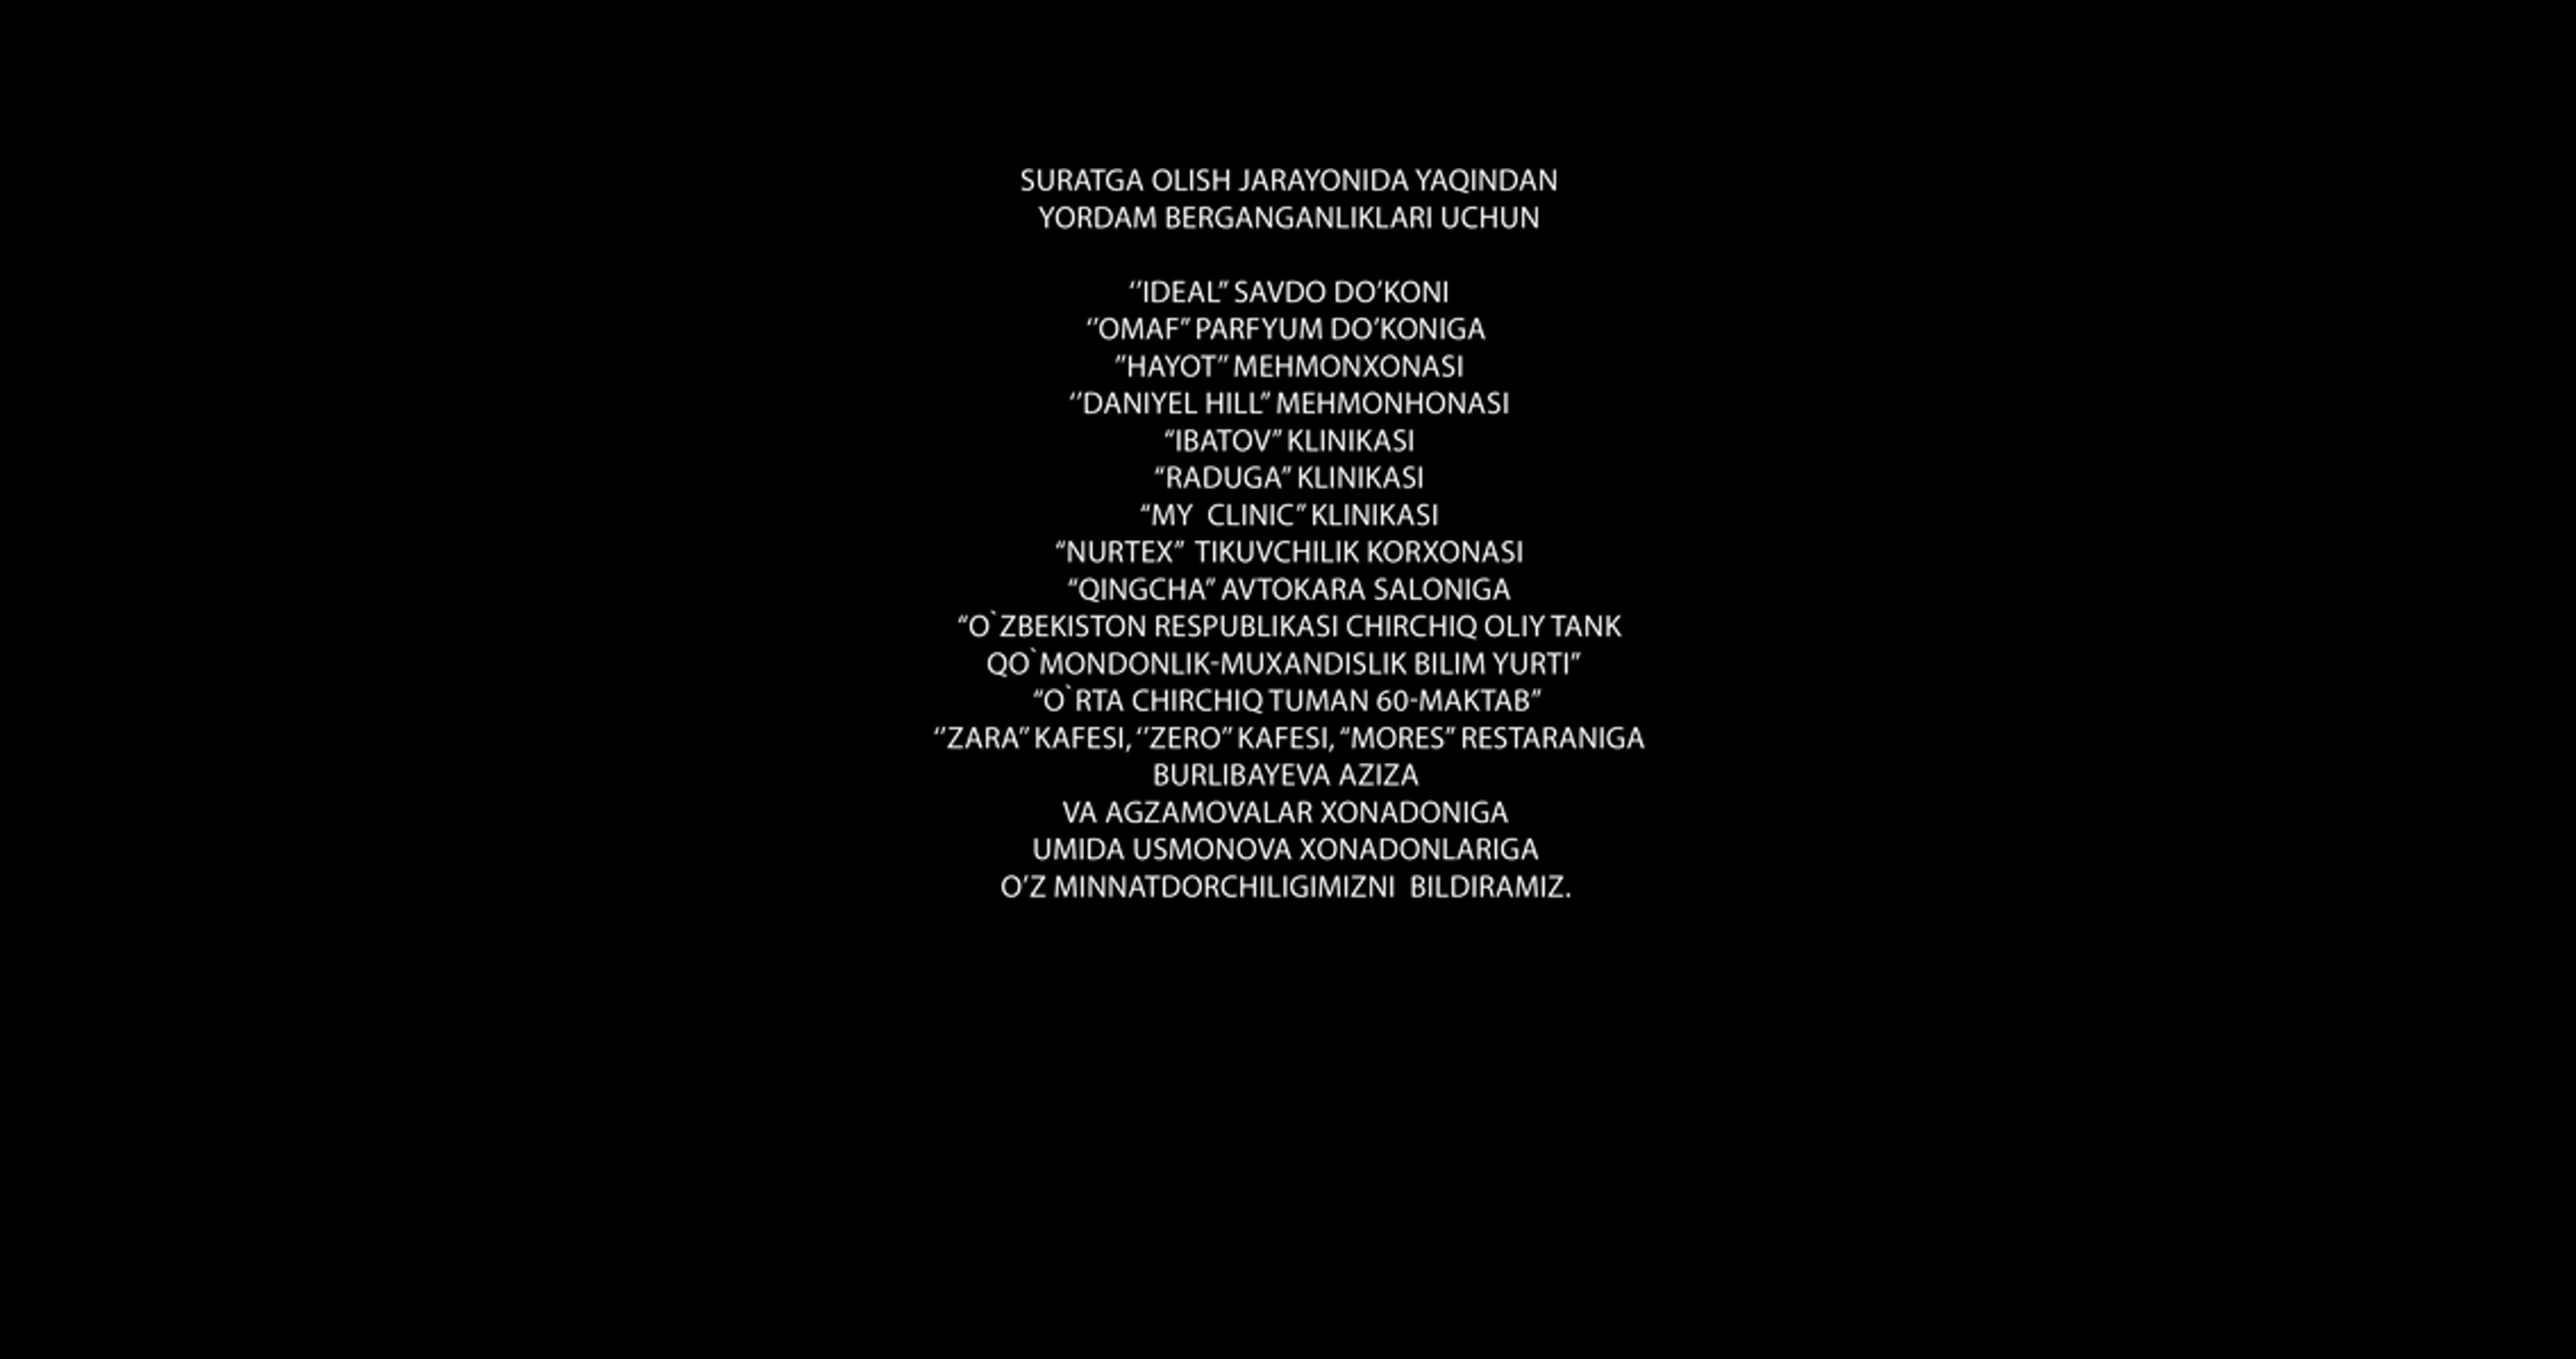 SURATGA OLISH JARAYONIDA YAQINDAN
YORDAM BERGANGANLIKLARI UCHUN
‘’IDEAL” SAVDO DO’KONI
‘’OMAF” PARFYUM DO’KONIGA
”HAYOT” MEHMONXONASI
‘’DANIYEL HILL” MEHMONHONASI
“IBATOV” KLINIKASI
“RADUGA” KLINIKASI
“MY  CLINIC” KLINIKASI
“NURTEX”  TIKUVCHILIK KORXONASI
“QINGCHA” AVTOKARA SALONIGA
“O`ZBEKISTON RESPUBLIKASI CHIRCHIQ OLIY TANK
QO`MONDONLIK-MUXANDISLIK BILIM YURTI”
“O`RTA CHIRCHIQ TUMAN 60-MAKTAB”
‘’ZARA” KAFESI, ‘’ZERO” KAFESI, “MORES” RESTARANIGA
BURLIBAYEVA AZIZA
VA AGZAMOVALAR XONADONIGA
UMIDA USMONOVA XONADONLARIGA
O’Z MINNATDORCHILIGIMIZNI  BILDIRAMIZ.